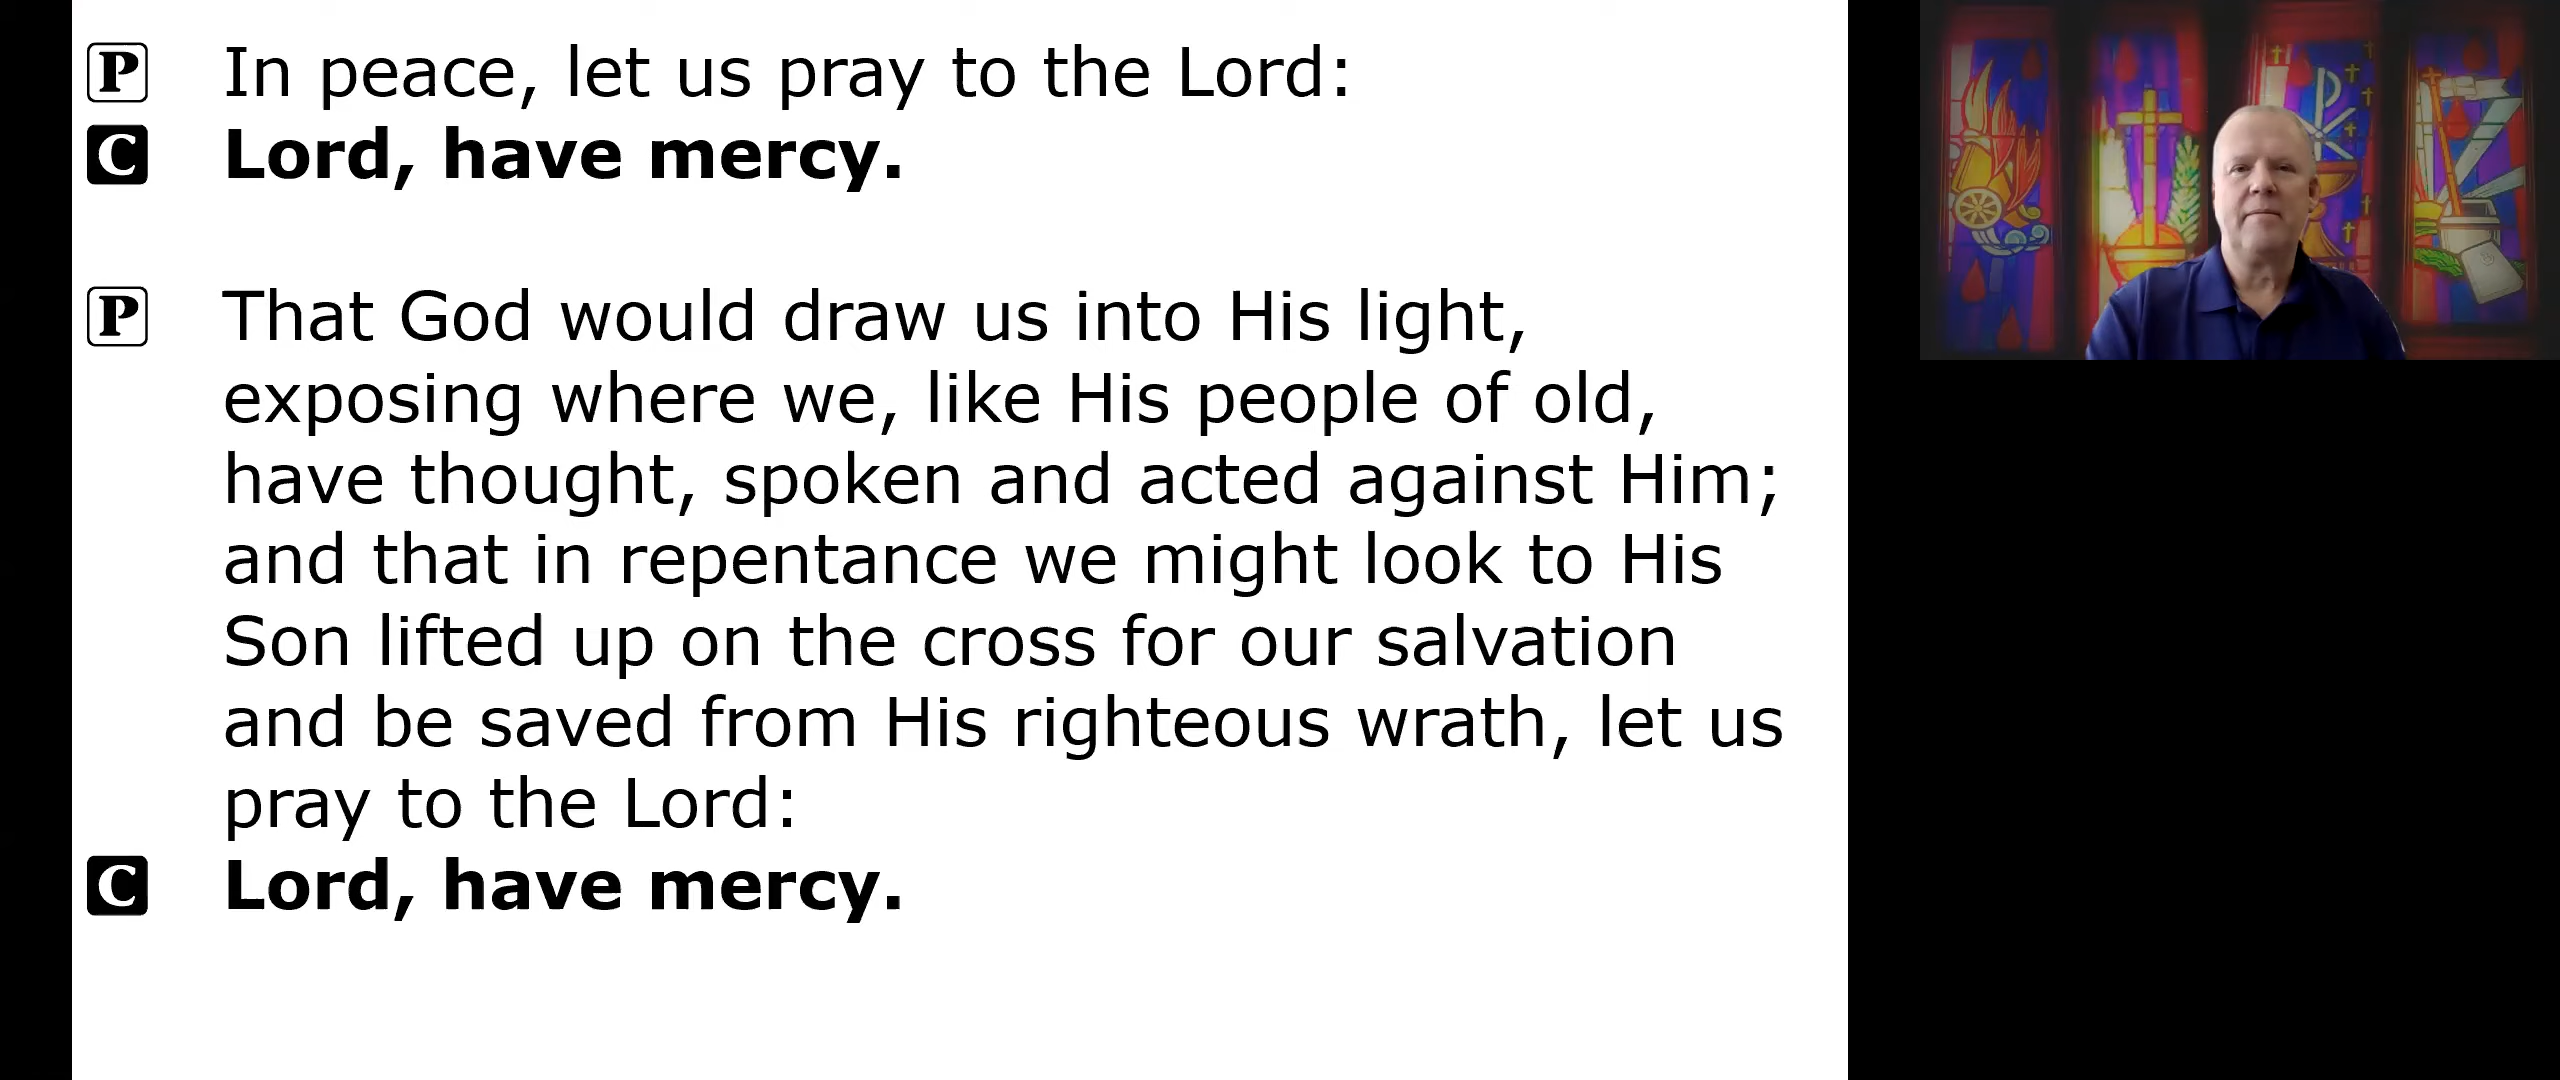 P In peace, let us pray to the Lord:
C Lord, have mercy.
P That God would draw us into His light,
exposing where we, like His people of old,
have thought, spoken and acted against Him;
and that in repentance we might look to His
Son lifted up on the cross for our salvation
and be saved from His righteous wrath, let us
pray to the Lord:
C Lord, have mercy.